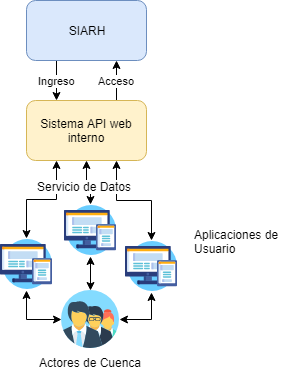 SIARH
Ingreso
Acceso
Sistema API web
interno
Servicio de Datos
Aplicaciones de
Usuario
Actores de Cuenca